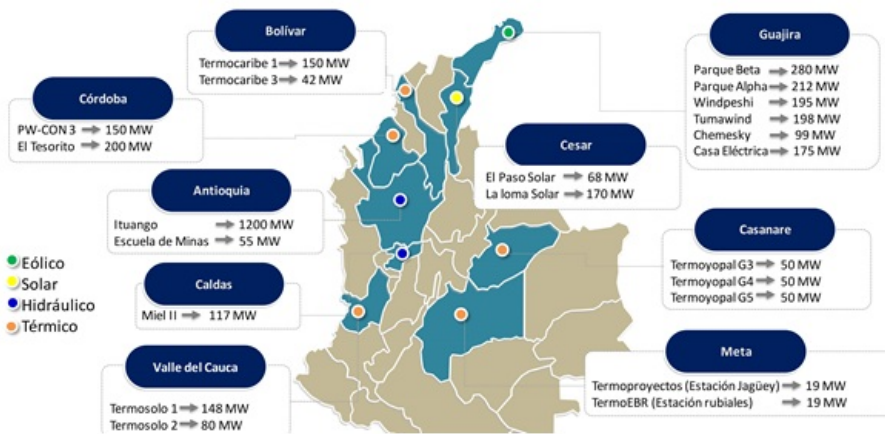 Bolívar
Termocaribe 1 → 150 MW
Termocaribe 3 → 42 MW
Guajira
Parque Beta → 280 MW
Parque Alpha → 212 MW
Windpeshi → 195 MW
Tumawind → 198 MW
Chemesky → 99 MW
Casa Eléctrica → 175 MW
Córdoba
PW-CON 3 → 150 MW
El Tesorito → 200 MW
Cesar
El Paso Solar → 68 MW
La loma Solar → 170 MW
Antioquia
Ituango → 1200 MW
Escuela de Minas → 55 MW
Casanare
Termoyopal G3 → 50 MW
Termoyopal G4 → 50 MW
Termoyopal G5 → 50 MW
Eólico
Solar
Hidráulico
Térmico
Caldas
Miel II → 117 MW
Valle del Cauca
Termosolo 1 → 148 MW
Termosolo 2 → 80 MW
Meta
Termoproyectos (Estación Jagüey) → 19 MW
TermoEBR (Estación rubiales) → 19 MW